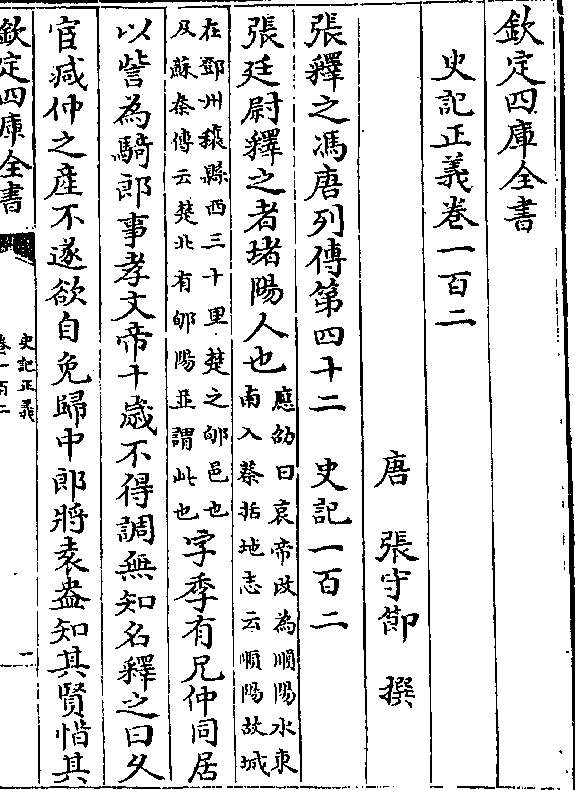 欽定四庫全書
史記正義卷一百二
唐 張守節 撰
張釋之馮唐列傳第四十二 史記一百二
張廷尉釋之者堵陽人也應劭曰哀帝改為順陽水東南入蔡括地志云順陽故城
在鄧州穰縣西三十里楚之郇邑也及蘇秦傳云楚北有郇陽並謂此也字季有兄仲同居
以訾為騎郎事孝文帝十歲不得調無知名釋之曰久
宦減仲之産不遂欲自免歸中郎將袁盎知其賢惜其
欽定四庫全書
史記正義
卷一百二
一